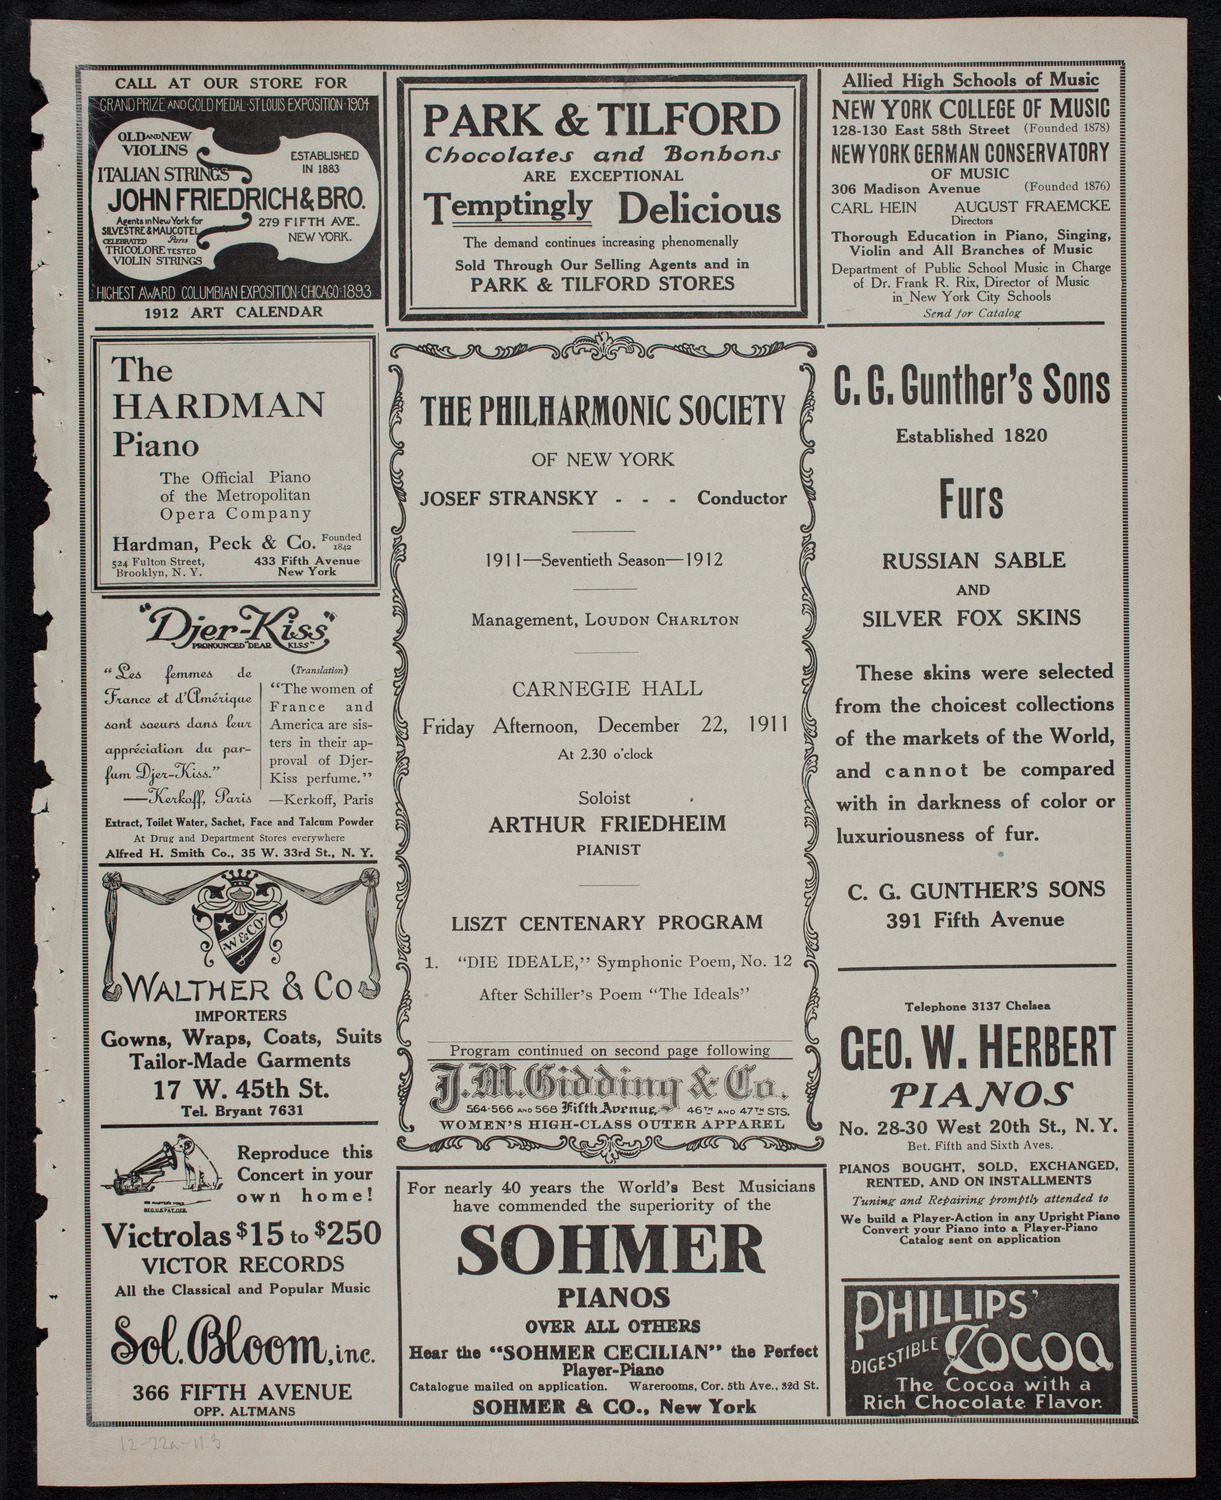 CALL AT OUR STORE FOR
GRAND PRIZE AND GOLD MEDAL·ST LOUIS EXPOSITION·1904
OLD AND NEW
VIOLINS
ITALIAN STRINGS
ESTABLISHED
IN 1883
JOHN FRIEDRICH & BRO.
Agents in New York for
SILVESTRE & MAUCOTEL
CELEBRATED Paris
TRICOLORE TESTED
VIOLIN STRINGS
279 FIFTH AVE.
NEW YORK.
HIGHEST AWARD COLUMBIAN EXPOSITION·CHICAGO·1893
1912 ART CALENDAR
The
HARDMAN
Piano
The Official Piano
of the Metropolitan
Opera Company
Hardman, Peck & Co. Founded 1842
524 Fulton Street,
Brooklyn, N. Y.
433 Fifth Avenue
New York
"Djer-Kiss"
PRONOUNCED "DEAR KISS"
"Les femmes de
France et d'Amérique
sont soeurs dans leur
appréciation du par-
fum Djer-Kiss."
—Kerkoff, Paris
(Translation)
"The women of
France and
America are sis-
ters in their ap-
proval of Djer-
Kiss perfume."
—Kerkoff, Paris
Extract, Toilet Water, Sachet, Face and Talcum Powder
At Drug and Department Stores everywhere
Alfred H. Smith Co., 35 W. 33rd St., N. Y.
W & CO
WALTHER & CO
IMPORTERS
Gowns, Wraps, Coats, Suits
Tailor-Made Garments
17 W. 45th St.
Tel. Bryant 7631
Reproduce this
Concert in your
own home!
HIS MASTER'S VOICE
REG. U.S. PAT. OFF.
Victrolas $15 to $250
VICTOR RECORDS
All the Classical and Popular Music
Sol. Bloom, inc.
366 FIFTH AVENUE
OPP. ALTMANS
PARK & TILFORD
Chocolates and Bonbons
ARE EXCEPTIONAL
Temptingly Delicious
The demand continues increasing phenomenally
Sold Through Our Selling Agents and in
PARK & TILFORD STORES
THE PHILHARMONIC SOCIETY
OF NEW YORK
JOSEF STRANSKY - - - Conductor
1911—Seventieth Season—1912
Management, LOUDON CHARLTON
CARNEGIE HALL
Friday Afternoon, December 22, 1911
At 2.30 o'clock
Soloist
ARTHUR FRIEDHEIM
PIANIST
LISZT CENTENARY PROGRAM
1. "DIE IDEALE," Symphonic Poem, No. 12
After Schiller's Poem "The Ideals"
Program continued on second page following
J. M. Gidding & Co.
564-566 AND 568 Fifth Avenue, 46TH AND 47TH STS.
WOMEN'S HIGH-CLASS OUTER APPAREL
For nearly 40 years the World's Best Musicians
have commended the superiority of the
SOHMER
PIANOS
OVER ALL OTHERS
Hear the "SOHMER CECILIAN" the Perfect
Player-Piano
Catalogue mailed on application. Warerooms, Cor. 5th Ave., 32d St.
SOHMER & CO., New York
Allied High Schools of Music
NEW YORK COLLEGE OF MUSIC
128-130 East 58th Street (Founded 1878)
NEW YORK GERMAN CONSERVATORY
OF MUSIC
306 Madison Avenue (Founded 1876)
CARL HEIN AUGUST FRAEMCKE
Directors
Thorough Education in Piano, Singing,
Violin and All Branches of Music
Department of Public School Music in Charge
of Dr. Frank R. Rix, Director of Music
in New York City Schools
Send for Catalog
C. G. Gunther's Sons
Established 1820
Furs
RUSSIAN SABLE
AND
SILVER FOX SKINS
These skins were selected
from the choicest collections
of the markets of the World,
and cannot be compared
with in darkness of color or
luxuriousness of fur.
C. G. GUNTHER'S SONS
391 Fifth Avenue
Telephone 3137 Chelsea
GEO. W. HERBERT
PIANOS
No. 28-30 West 20th St., N. Y.
Bet. Fifth and Sixth Aves.
PIANOS BOUGHT, SOLD, EXCHANGED,
RENTED, AND ON INSTALLMENTS
Tuning and Repairing promptly attended to
We build a Player-Action in any Upright Piano
Convert your Piano into a Player-Piano
Catalog sent on application
PHILLIPS'
DIGESTIBLE COCOA
The Cocoa with a
Rich Chocolate Flavor.
12-22a-11.3